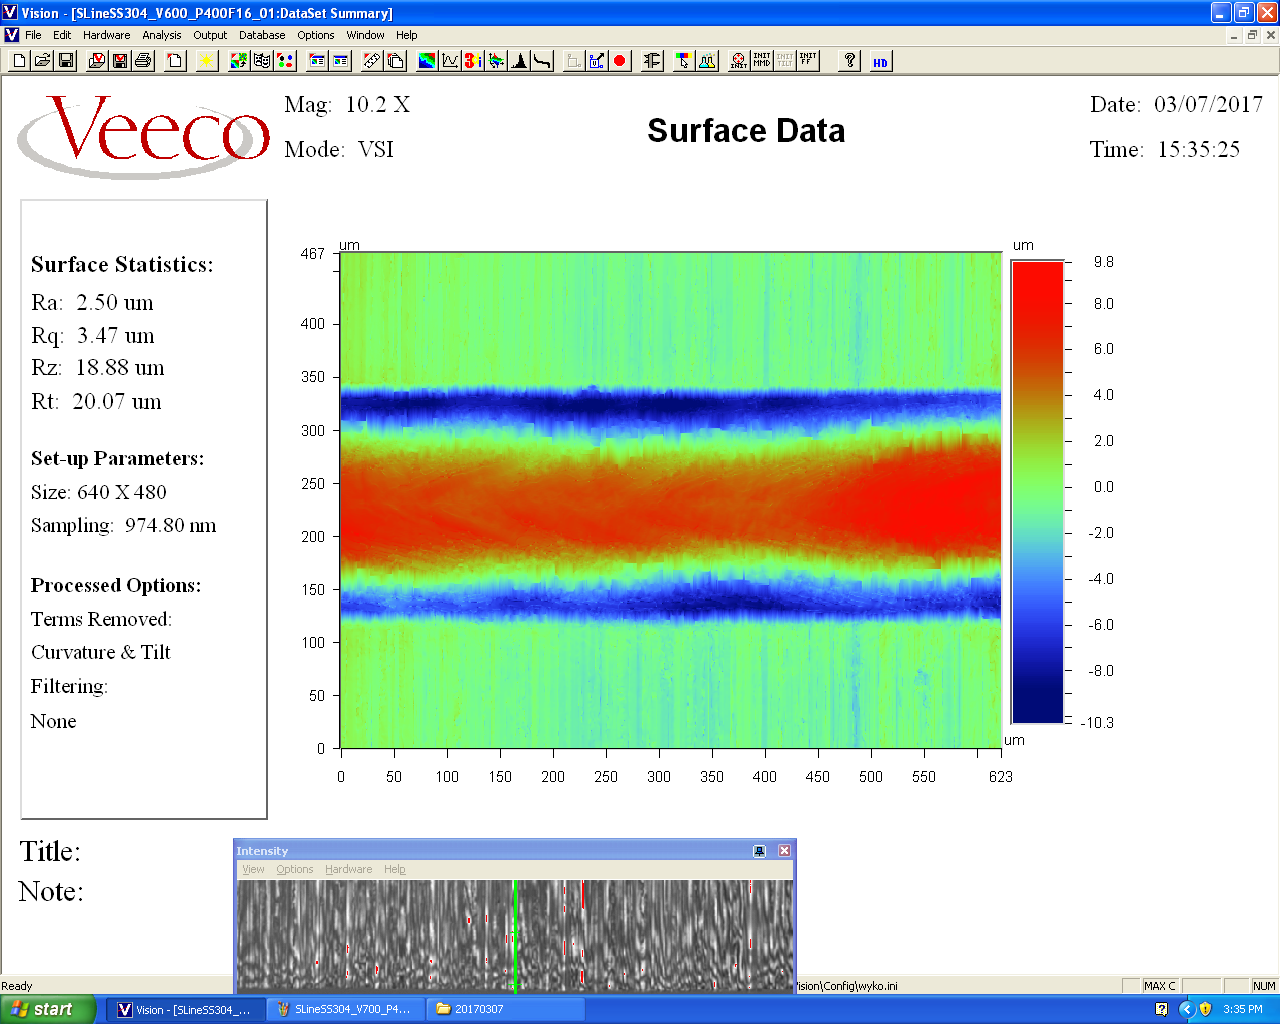 Vision - [SLineSS304_V600_P400F16_01:DataSet Summary]
File Edit Hardware Analysis Output Database Options Window Help
INIT INIT MMD INIT TILT INIT FF ? HD
Veeco
Mag: 10.2 X
Mode: VSI
Surface Data
Date: 03/07/2017
Time: 15:35:25
Surface Statistics:
Ra: 2.50 um
Rq: 3.47 um
Rz: 18.88 um
Rt: 20.07 um
Set-up Parameters:
Size: 640 X 480
Sampling: 974.80 nm
Processed Options:
Terms Removed:
Curvature & Tilt
Filtering:
None
um
467
400
350
300
250
200
150
100
50
0
0 50 100 150 200 250 300 350 400 450 500 550 623
um
9.8
8.0
6.0
4.0
2.0
0.0
-2.0
-4.0
-6.0
-8.0
-10.3
um
Title:
Note:
Intensity
View Options Hardware Help
Ready
ision\Config\wyko.ini
MAX C
NUM
start
Vision - [SLineSS304_...
SLineSS304_V700_P4...
20170307
3:35 PM